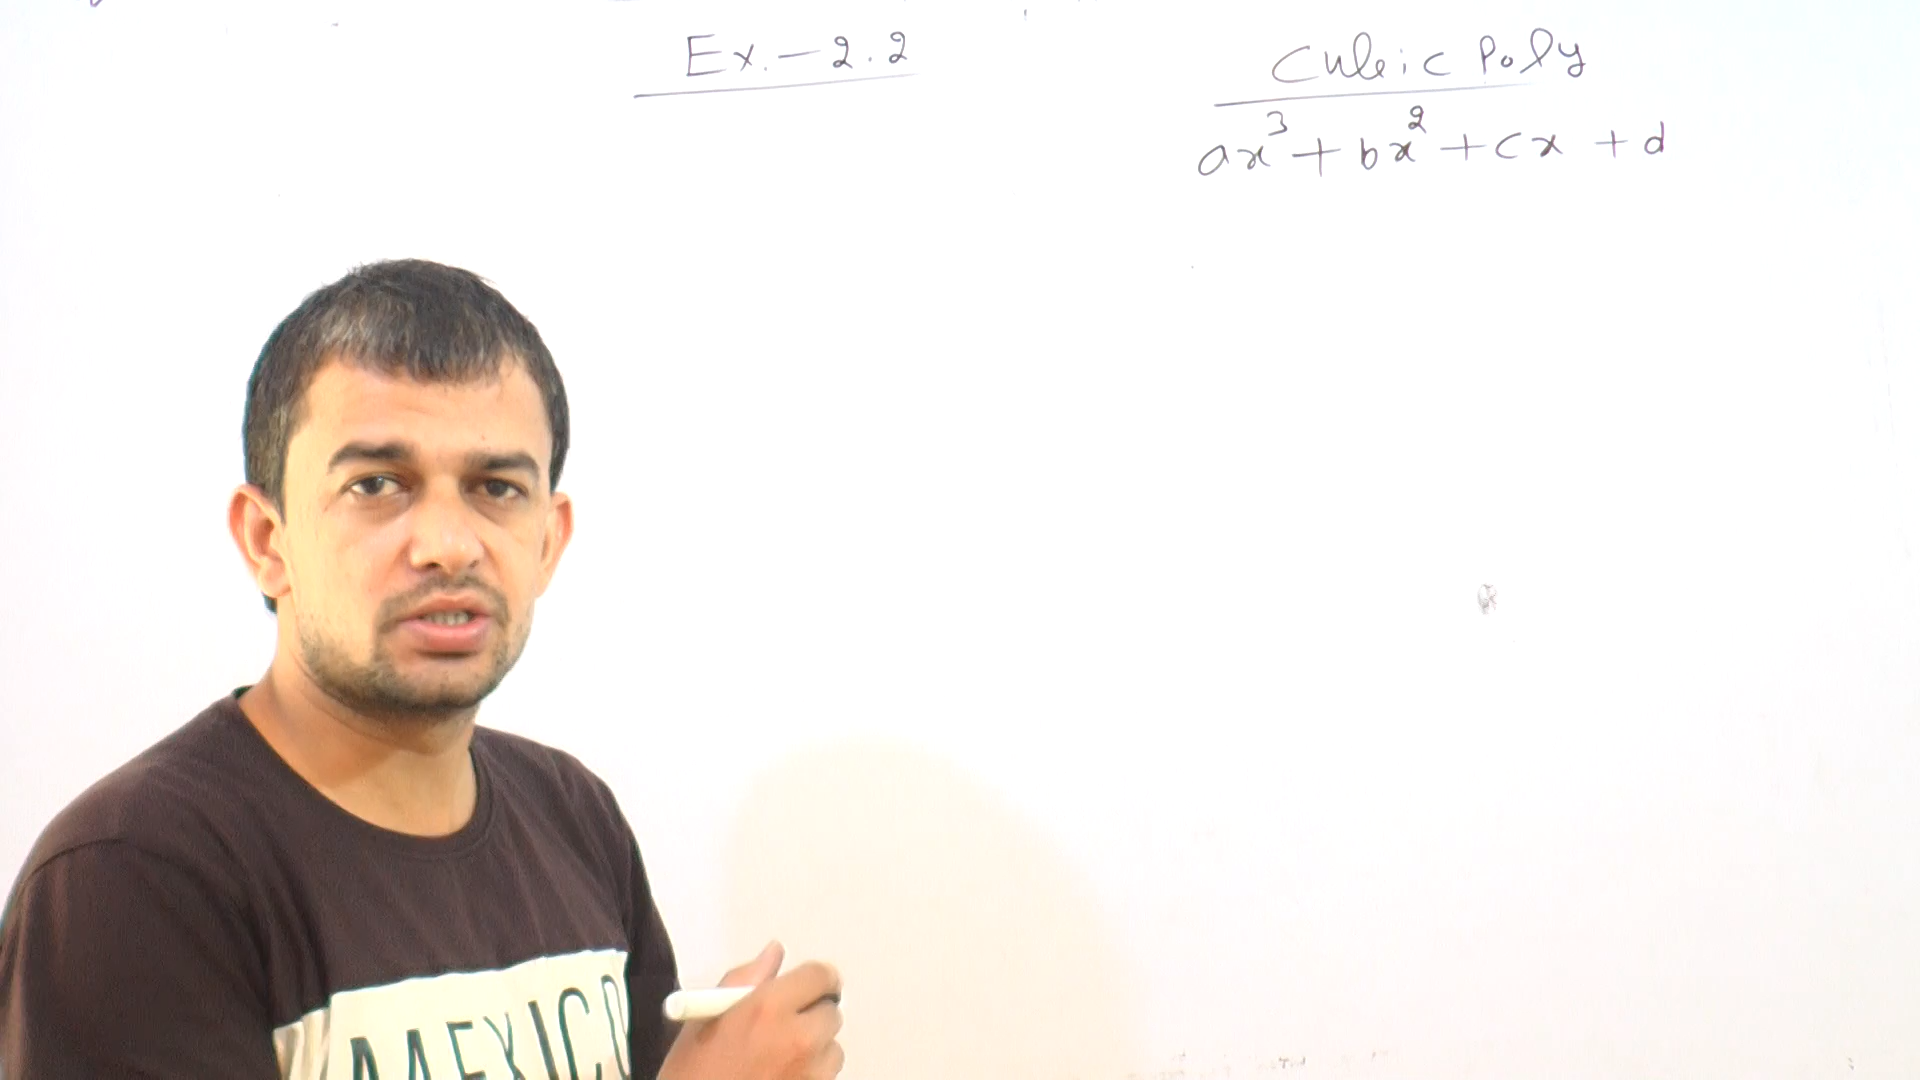 Ex. - 2.2
Cubic Poly
ax³ + bx² + cx + d
MEXICO